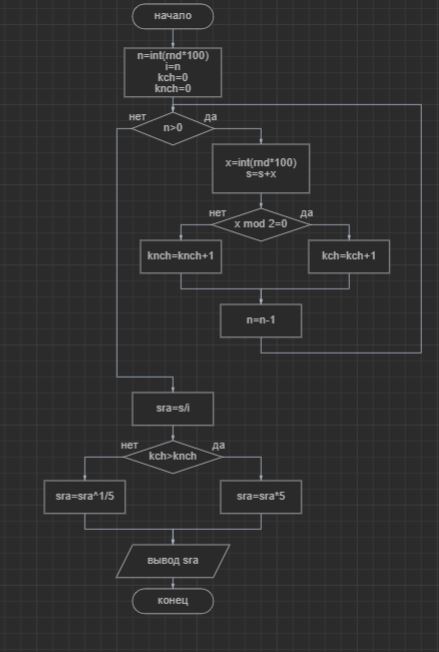 начало
n=int(rnd*100)
i=n
kch=0
knch=0
нет
да
n>0
x=int(rnd*100)
s=s+x
нет
да
x mod 2=0
knch=knch+1
kch=kch+1
n=n-1
sra=s/i
нет
да
kch>knch
sra=sra^1/5
sra=sra*5
вывод sra
конец